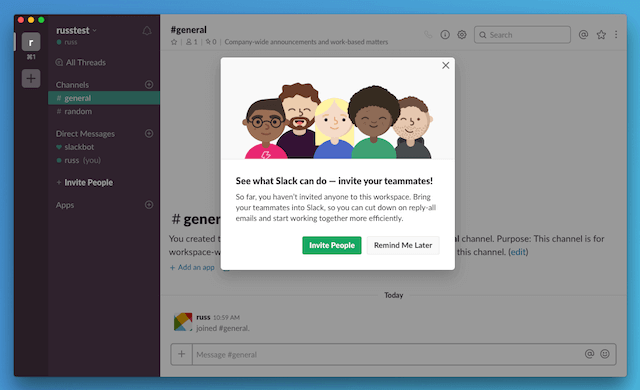 russtest
russ
r
⌘1
+
All Threads
Channels
# general
# random
Direct Messages
slackbot
russ (you)
+ Invite People
Apps
#general
1 | 0 | Company-wide announcements and work-based matters
Search
See what Slack can do — invite your teammates!
So far, you haven't invited anyone to this workspace. Bring
your teammates into Slack, so you can cut down on reply-all
emails and start working together more efficiently.
Invite People
Remind Me Later
#gener
You created t
channel. Purpose: This channel is for
workspace-w
this channel. (edit)
+ Add an app
Today
russ 10:59 AM
joined #general.
+ Message #general